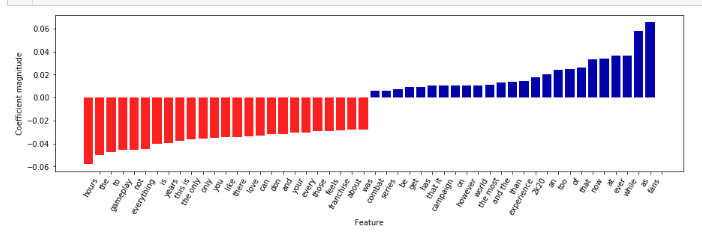 0.06
0.04
0.02
0.00
−0.02
−0.04
−0.06
Coefficient magnitude
hours
the
to
gameplay
not
everything
it
is
years
this is
the only
only
you
like
there
love
can
don
and
your
every
those
feels
franchise
about
was
combat
series
be
get
has
that it
campaign
on
however
world
the most
and the
than
experience
2k20
an
too
of
that
now
at
ever
while
as
fans
Feature